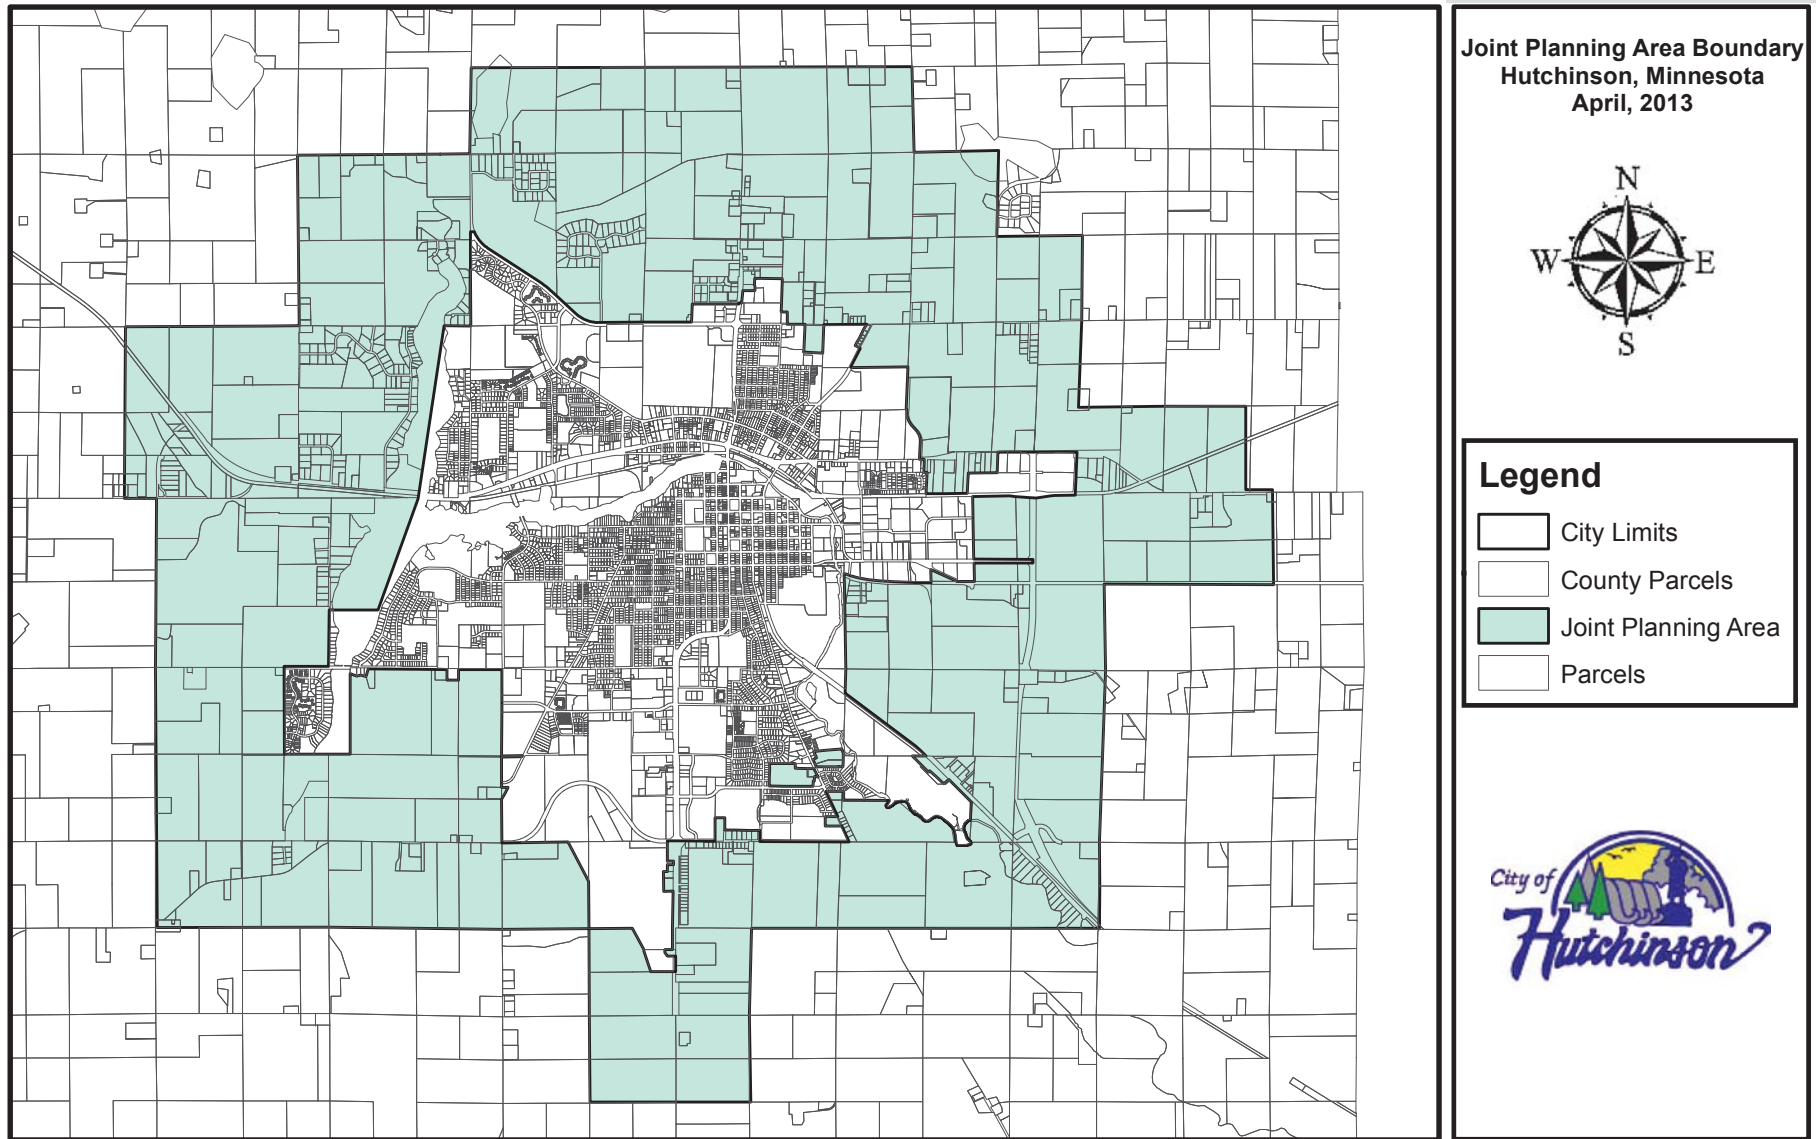 Joint Planning Area Boundary
Hutchinson, Minnesota
April, 2013
N
W
E
S
Legend
City Limits
County Parcels
Joint Planning Area
Parcels
City of
Hutchinson